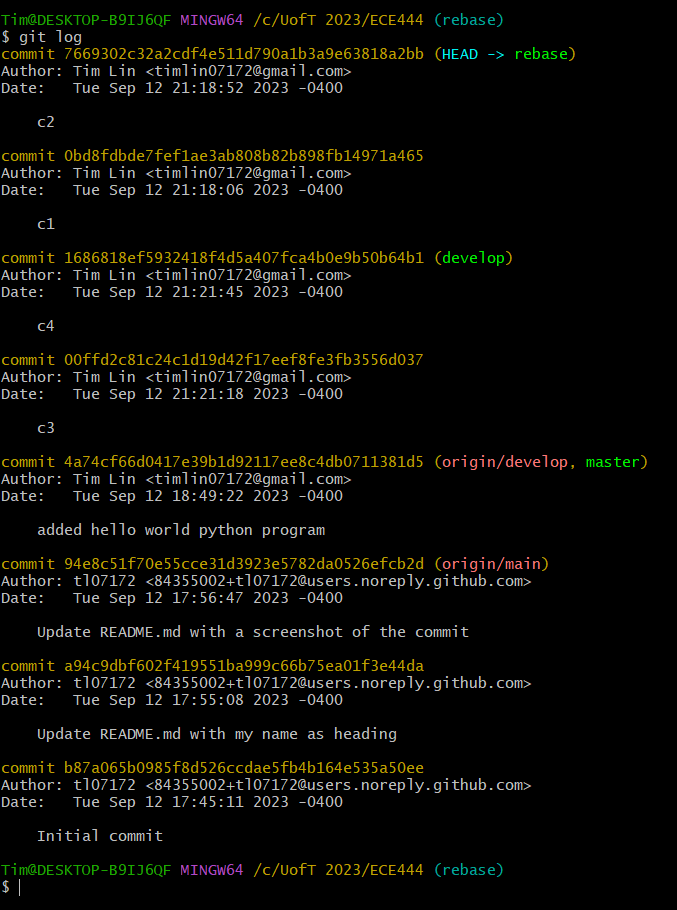 Tim@DESKTOP-B9IJ6QF MINGW64 /c/UofT 2023/ECE444 (rebase)
$ git log
commit 7669302c32a2cdf4e511d790a1b3a9e63818a2bb (HEAD -> rebase)
Author: Tim Lin <timlin07172@gmail.com>
Date:   Tue Sep 12 21:18:52 2023 -0400

    c2

commit 0bd8fdbde7fef1ae3ab808b82b898fb14971a465
Author: Tim Lin <timlin07172@gmail.com>
Date:   Tue Sep 12 21:18:06 2023 -0400

    c1

commit 1686818ef5932418f4d5a407fca4b0e9b50b64b1 (develop)
Author: Tim Lin <timlin07172@gmail.com>
Date:   Tue Sep 12 21:21:45 2023 -0400

    c4

commit 00ffd2c81c24c1d19d42f17eef8fe3fb3556d037
Author: Tim Lin <timlin07172@gmail.com>
Date:   Tue Sep 12 21:21:18 2023 -0400

    c3

commit 4a74cf66d0417e39b1d92117ee8c4db0711381d5 (origin/develop, master)
Author: Tim Lin <timlin07172@gmail.com>
Date:   Tue Sep 12 18:49:22 2023 -0400

    added hello world python program

commit 94e8c51f70e55cce31d3923e5782da0526efcb2d (origin/main)
Author: tl07172 <84355002+tl07172@users.noreply.github.com>
Date:   Tue Sep 12 17:56:47 2023 -0400

    Update README.md with a screenshot of the commit

commit a94c9dbf602f419551ba999c66b75ea01f3e44da
Author: tl07172 <84355002+tl07172@users.noreply.github.com>
Date:   Tue Sep 12 17:55:08 2023 -0400

    Update README.md with my name as heading

commit b87a065b0985f8d526ccdae5fb4b164e535a50ee
Author: tl07172 <84355002+tl07172@users.noreply.github.com>
Date:   Tue Sep 12 17:45:11 2023 -0400

    Initial commit

Tim@DESKTOP-B9IJ6QF MINGW64 /c/UofT 2023/ECE444 (rebase)
$